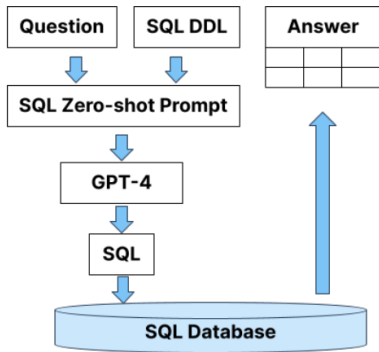 Question
SQL DDL
Answer
SQL Zero-shot Prompt
GPT-4
SQL
SQL Database